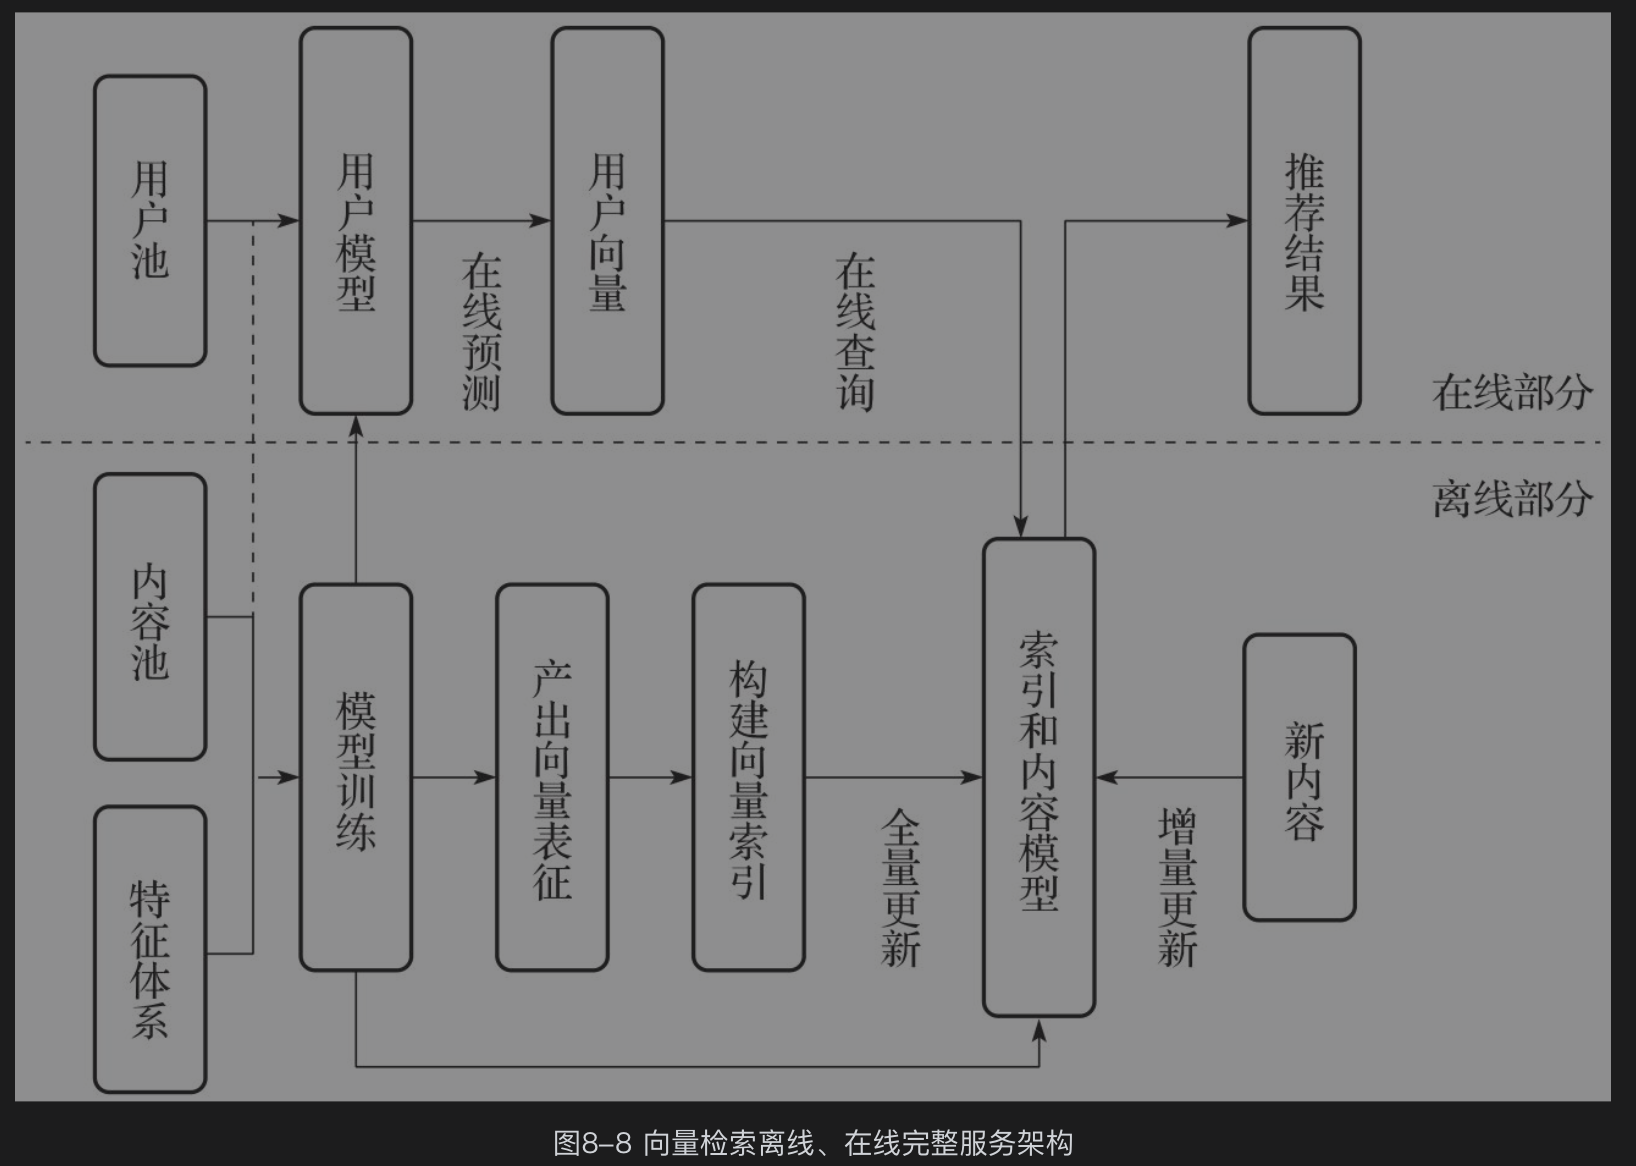 用户池
用户模型
在线预测
用户向量
在线查询
推荐结果
在线部分
离线部分
内容池
特征体系
模型训练
产出向量表征
构建向量索引
全量更新
索引和内容模型
增量更新
新内容
图8-8 向量检索离线、在线完整服务架构